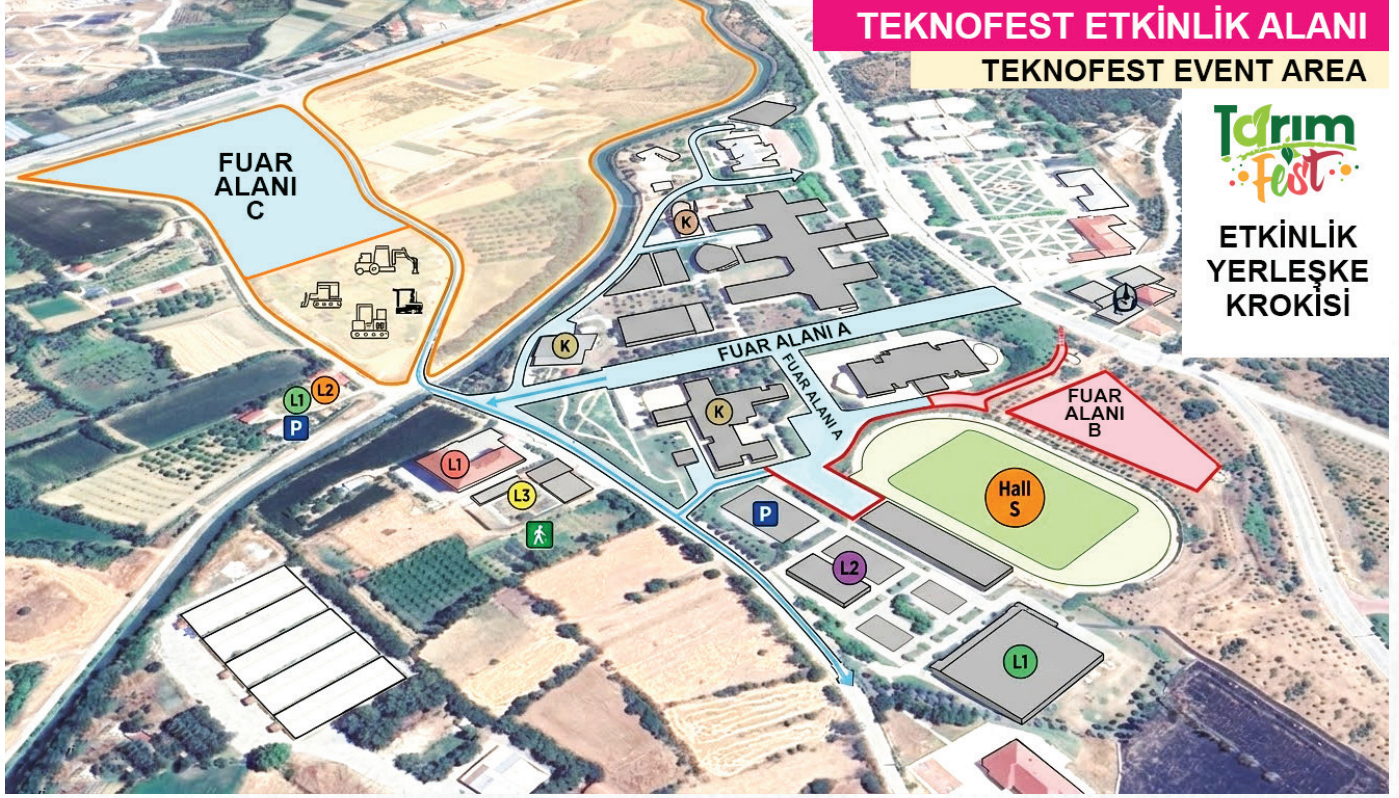 TEKNOFEST ETKİNLİK ALANI
TEKNOFEST EVENT AREA
Tarım
Fest
ETKİNLİK
YERLEŞKE
KROKİSİ
FUAR
ALANI
C
K
K
FUAR ALANI A
FUAR ALANI A
K
FUAR
ALANI
B
L1
L2
P
L1
L3
Hall
S
P
L2
L1